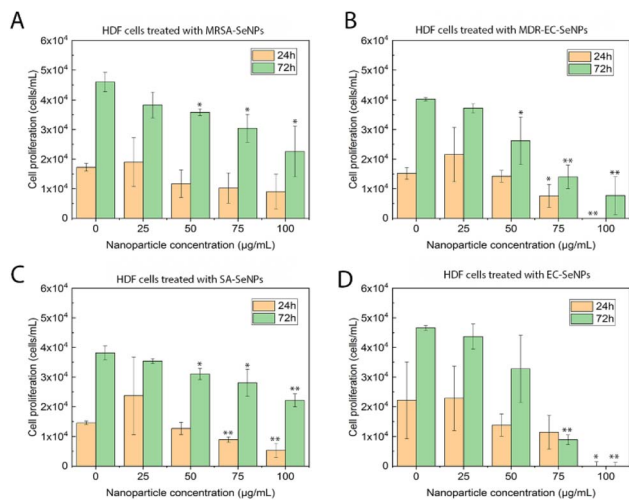 A
HDF cells treated with MRSA-SeNPs
24h
72h
6x10⁴
5x10⁴
4x10⁴
3x10⁴
2x10⁴
1x10⁴
0
Cell proliferation (cells/mL)
* * *
0 25 50 75 100
Nanoparticle concentration (µg/mL)
B
HDF cells treated with MDR-EC-SeNPs
24h
72h
6x10⁴
5x10⁴
4x10⁴
3x10⁴
2x10⁴
1x10⁴
0
Cell proliferation (cells/mL)
* * ** ** **
0 25 50 75 100
Nanoparticle concentration (µg/mL)
C
HDF cells treated with SA-SeNPs
24h
72h
6x10⁴
5x10⁴
4x10⁴
3x10⁴
2x10⁴
1x10⁴
0
Cell proliferation (cells/mL)
* ** * ** **
0 25 50 75 100
Nanoparticle concentration (µg/mL)
D
HDF cells treated with EC-SeNPs
24h
72h
6x10⁴
5x10⁴
4x10⁴
3x10⁴
2x10⁴
1x10⁴
0
Cell proliferation (cells/mL)
** * **
0 25 50 75 100
Nanoparticle concentration (µg/mL)